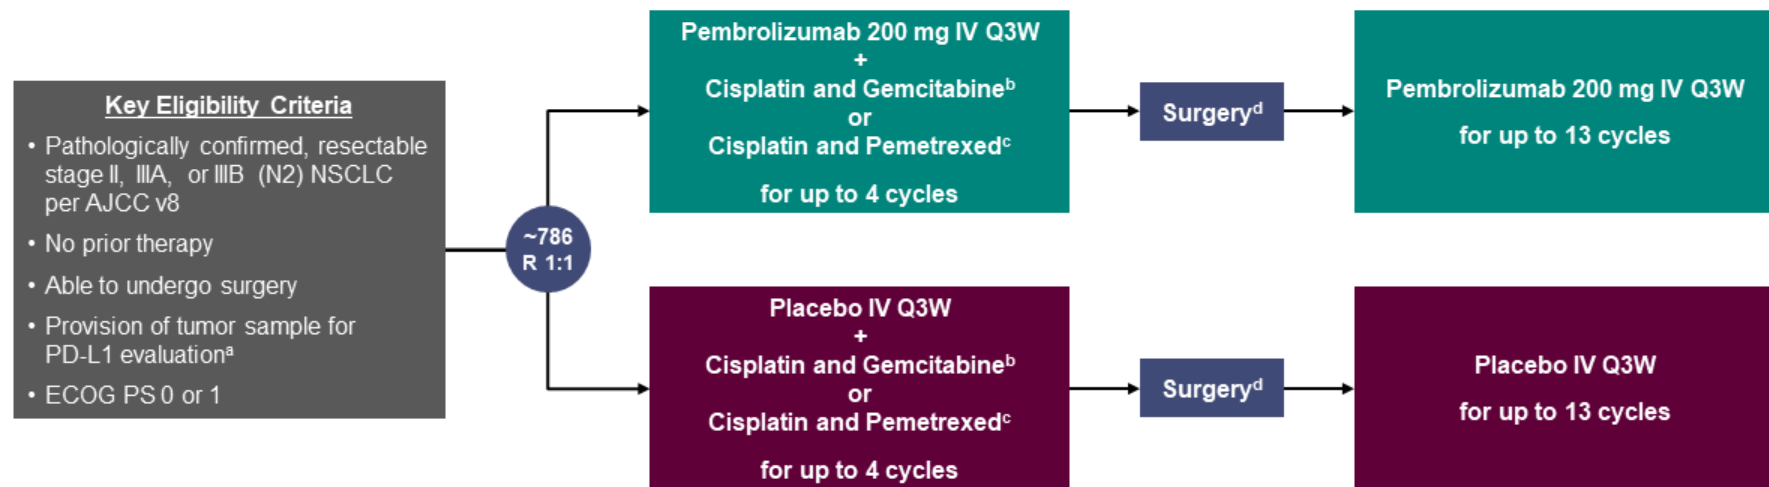 Key Eligibility Criteria
• Pathologically confirmed, resectable
stage II, IIIA, or IIIB (N2) NSCLC
per AJCC v8
• No prior therapy
• Able to undergo surgery
• Provision of tumor sample for
PD-L1 evaluationᵃ
• ECOG PS 0 or 1
~786
R 1:1
Pembrolizumab 200 mg IV Q3W
+
Cisplatin and Gemcitabineᵇ
or
Cisplatin and Pemetrexedᶜ
for up to 4 cycles
Surgeryᵈ
Pembrolizumab 200 mg IV Q3W
for up to 13 cycles
Placebo IV Q3W
+
Cisplatin and Gemcitabineᵇ
or
Cisplatin and Pemetrexedᶜ
for up to 4 cycles
Surgeryᵈ
Placebo IV Q3W
for up to 13 cycles